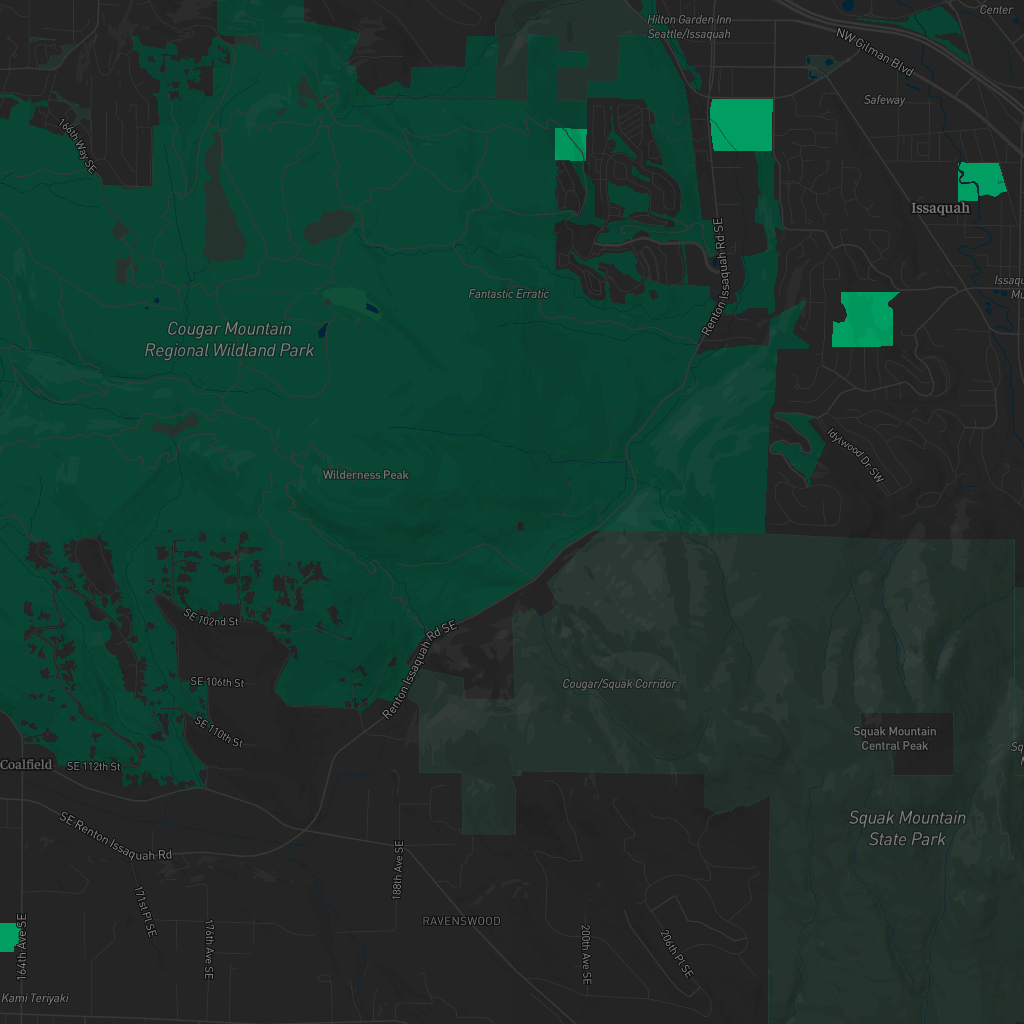 Center
Hilton Garden Inn
Seattle/Issaquah
NW Gilman Blvd
Safeway
166th Way SE
Issaquah
Renton Issaquah Rd SE
Fantastic Erratic
Cougar Mountain
Regional Wildland Park
Idylwood Dr SW
Wilderness Peak
SE 102nd St
Renton Issaquah Rd SE
SE 106th St
Cougar/Squak Corridor
SE 110th St
Squak Mountain
Central Peak
Coalfield
SE 112th St
Squak Mountain
State Park
SE Renton Issaquah Rd
188th Ave SE
171st Pl SE
176th Ave SE
RAVENSWOOD
164th Ave SE
200th Ave SE
206th Pl SE
Kami Teriyaki